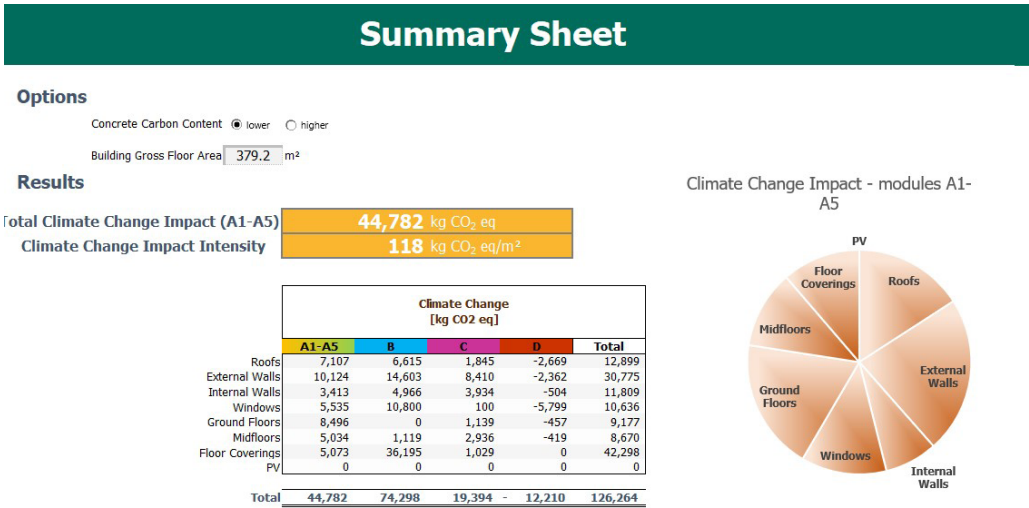 Summary Sheet
Options
Concrete Carbon Content lower higher
Building Gross Floor Area 379.2 m²
Results
Total Climate Change Impact (A1-A5) 44,782 kg CO₂ eq
Climate Change Impact Intensity 118 kg CO₂ eq/m²
Climate Change
[kg CO2 eq]
A1-A5 B C D Total
Roofs 7,107 6,615 1,845 -2,669 12,899
External Walls 10,124 14,603 8,410 -2,362 30,775
Internal Walls 3,413 4,966 3,934 -504 11,809
Windows 5,535 10,800 100 -5,799 10,636
Ground Floors 8,496 0 1,139 -457 9,177
Midfloors 5,034 1,119 2,936 -419 8,670
Floor Coverings 5,073 36,195 1,029 0 42,298
PV 0 0 0 0 0
Total 44,782 74,298 19,394 - 12,210 126,264
Climate Change Impact - modules A1-
A5
PV
Roofs
External
Walls
Internal
Walls
Windows
Ground
Floors
Midfloors
Floor
Coverings